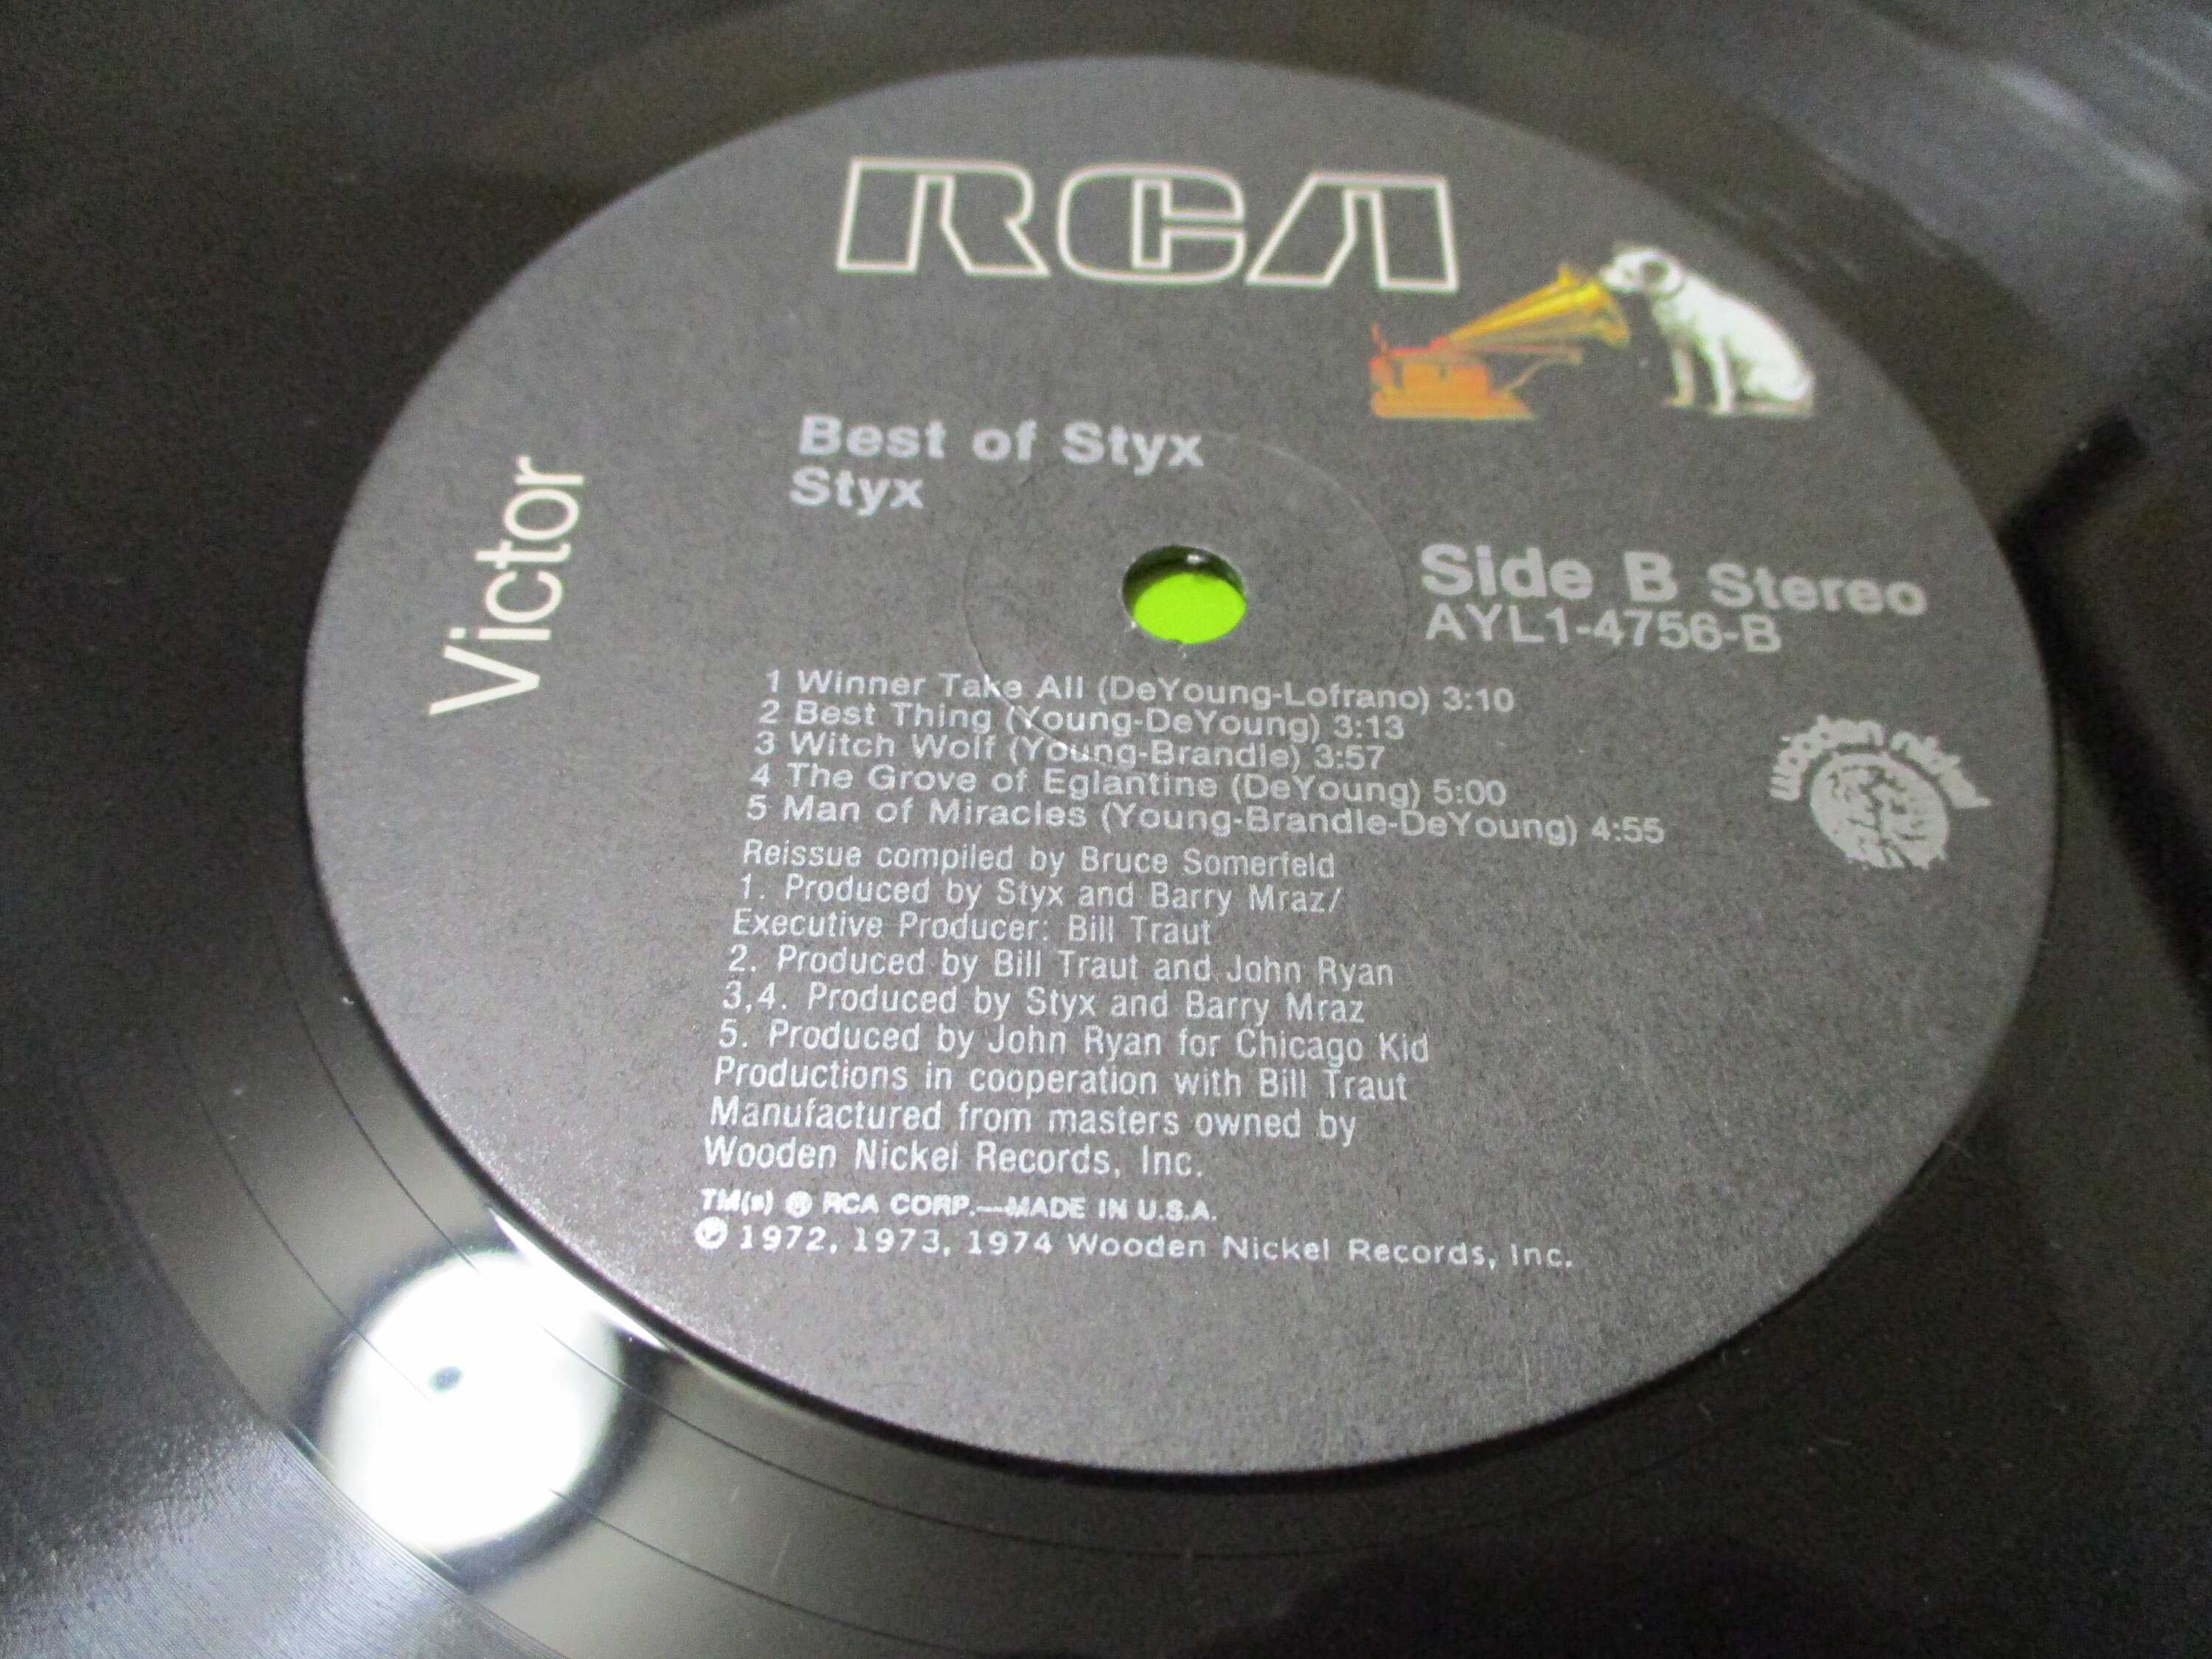 RCA
Victor
Best of Styx
Styx
Side B Stereo
AYL1-4756-B
1 Winner Take All (DeYoung-Lofrano) 3:10
2 Best Thing (Young-DeYoung) 3:13
3 Witch Wolf (Young-Brandle) 3:57
4 The Grove of Eglantine (DeYoung) 5:00
5 Man of Miracles (Young-Brandle-DeYoung) 4:55
wooden nickel
Reissue compiled by Bruce Somerfeld
1. Produced by Styx and Barry Mraz/
Executive Producer: Bill Traut
2. Produced by Bill Traut and John Ryan
3,4. Produced by Styx and Barry Mraz
5. Produced by John Ryan for Chicago Kid
Productions in cooperation with Bill Traut
Manufactured from masters owned by
Wooden Nickel Records, Inc.
TM(s) ® RCA CORP.—MADE IN U.S.A.
℗ 1972, 1973, 1974 Wooden Nickel Records, Inc.